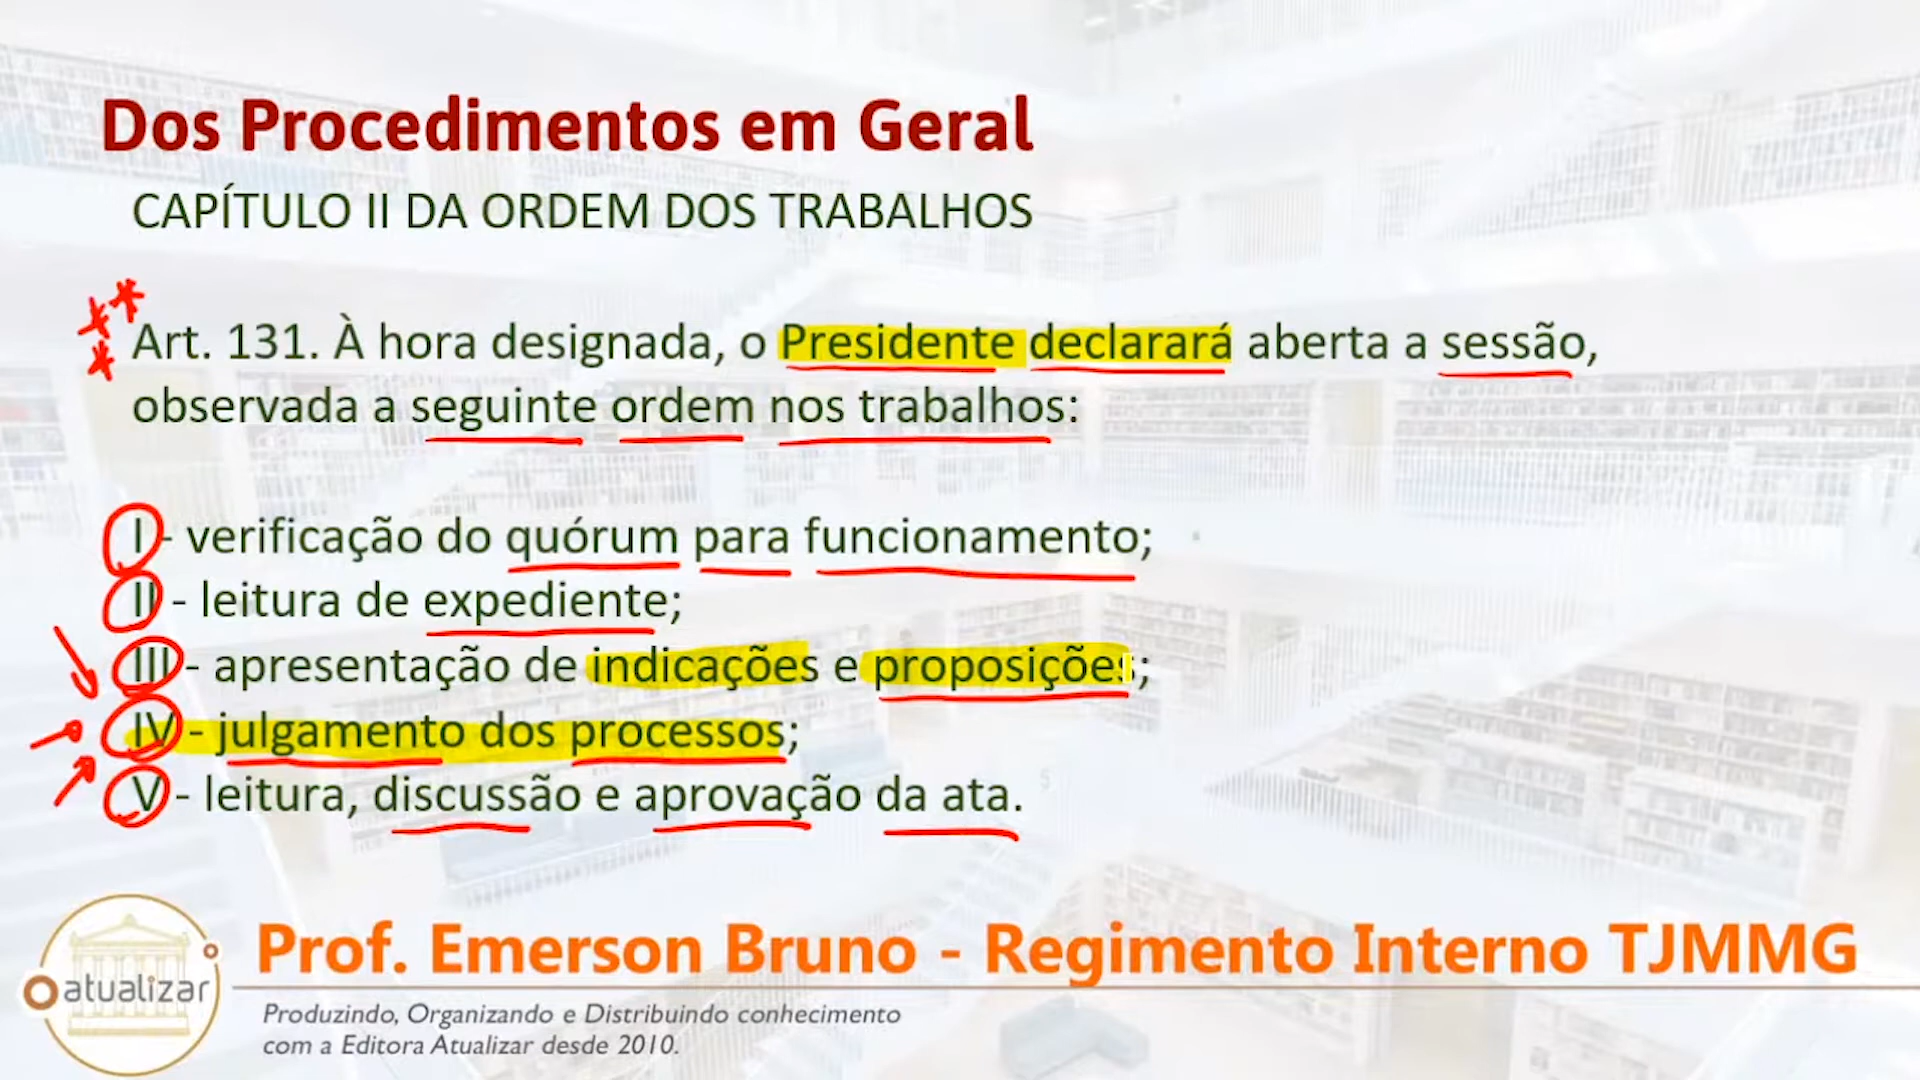 Dos Procedimentos em Geral
CAPÍTULO II DA ORDEM DOS TRABALHOS
Art. 131. À hora designada, o Presidente declarará aberta a sessão,
observada a seguinte ordem nos trabalhos:
I - verificação do quórum para funcionamento;
II - leitura de expediente;
III - apresentação de indicações e proposições;
IV - julgamento dos processos;
V - leitura, discussão e aprovação da ata.
Prof. Emerson Bruno - Regimento Interno TJMMG
atualizar
Produzindo, Organizando e Distribuindo conhecimento
com a Editora Atualizar desde 2010.